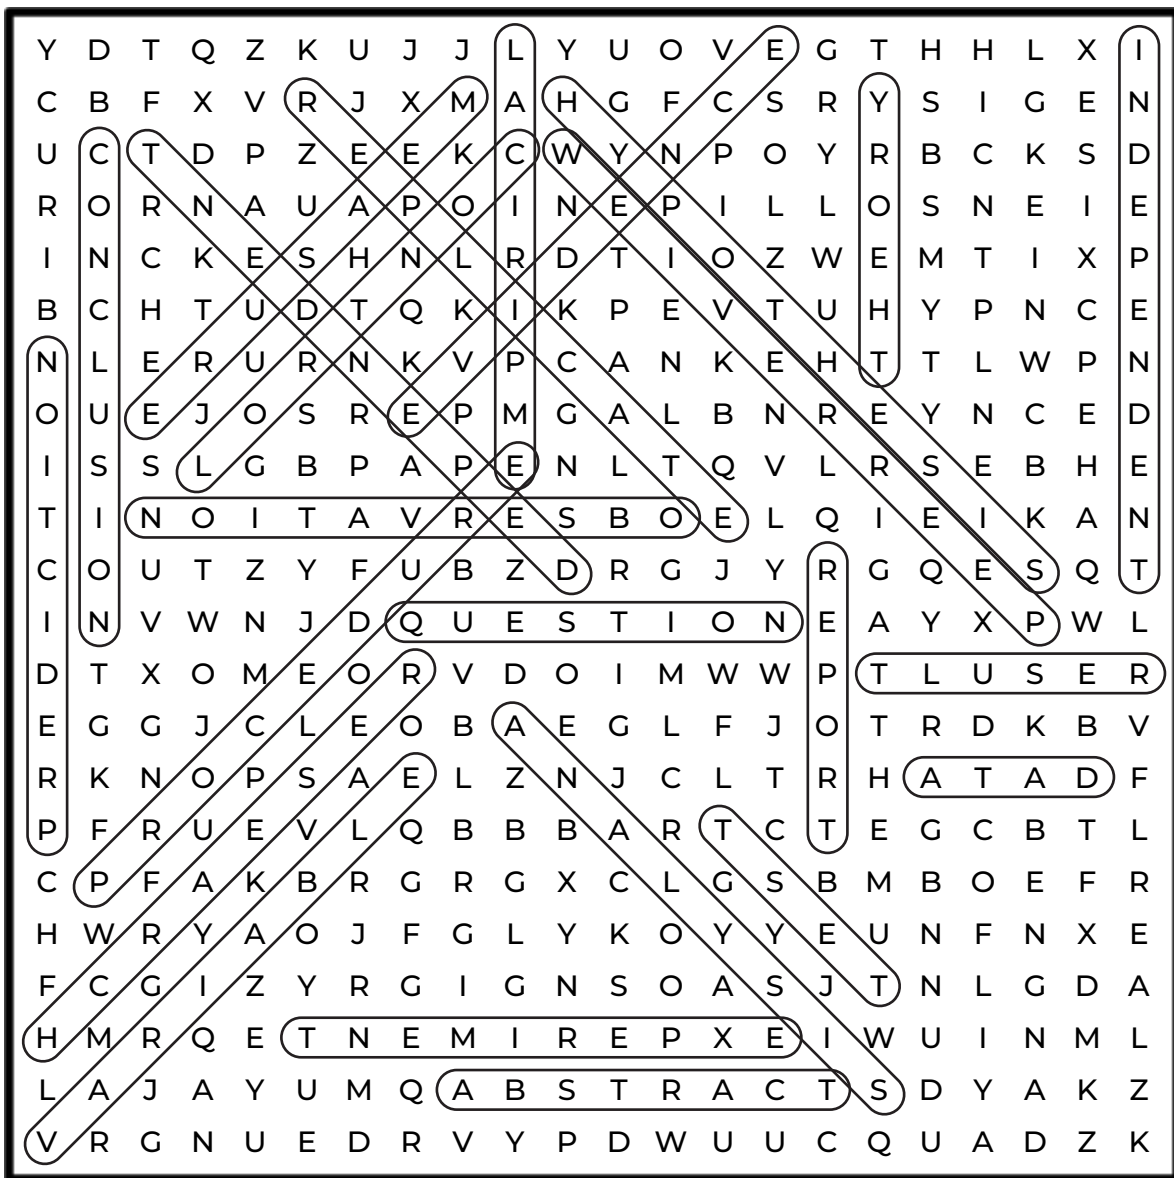 Y D T Q Z K U J J L Y U O V E G T H H L X I
C B F X V R J X M A H G F C S R Y S I G E N
U C T D P Z E E K C W Y N P O Y R B C K S D
R O R N A U A P O I N E P I L L O S N E I E
I N C K E S H N L R D T I O Z W E M T I X P
B C H T U D T Q K I K P E V T U H Y P N C E
N L E R U R N K V P C A N K E H T T L W P N
O U E J O S R E P M G A L B N R E Y N C E D
I S S L G B P A P E N L T Q V L R S E B H E
T I N O I T A V R E S B O E L Q I E I K A N
C O U T Z Y F U B Z D R G J Y R G Q E S Q T
I N V W N J D Q U E S T I O N E A Y X P W L
D T X O M E O R V D O I M W W P T L U S E R
E G G J C L E O B A E G L F J O T R D K B V
R K N O P S A E L Z N J C L T R H A T A D F
P F R U E V L Q B B B A R T C T E G C B T L
C P F A K B R G R G X C L G S B M B O E F R
H W R Y A O J F G L Y K O Y Y E U N F N X E
F C G I Z Y R G I G N S O A S J T N L G D A
H M R Q E T N E M I R E P X E I W U I N M L
L A J A Y U M Q A B S T R A C T S D Y A K Z
V R G N U E D R V Y P D W U U C Q U A D Z K